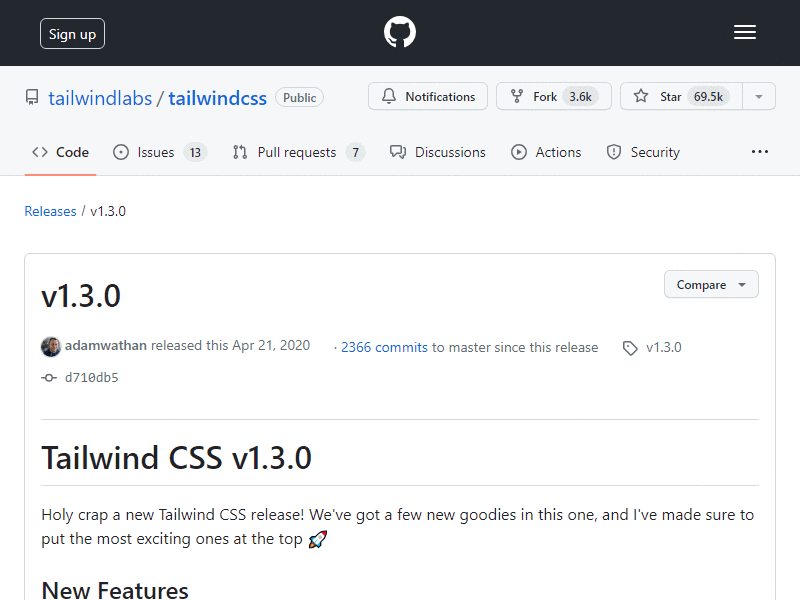 Sign up
tailwindlabs / tailwindcss Public
Notifications Fork 3.6k Star 69.5k
Code Issues 13 Pull requests 7 Discussions Actions Security
Releases / v1.3.0
v1.3.0
Compare
adamwathan released this Apr 21, 2020 · 2366 commits to master since this release v1.3.0
d710db5
Tailwind CSS v1.3.0
Holy crap a new Tailwind CSS release! We've got a few new goodies in this one, and I've made sure to
put the most exciting ones at the top 🚀
New Features